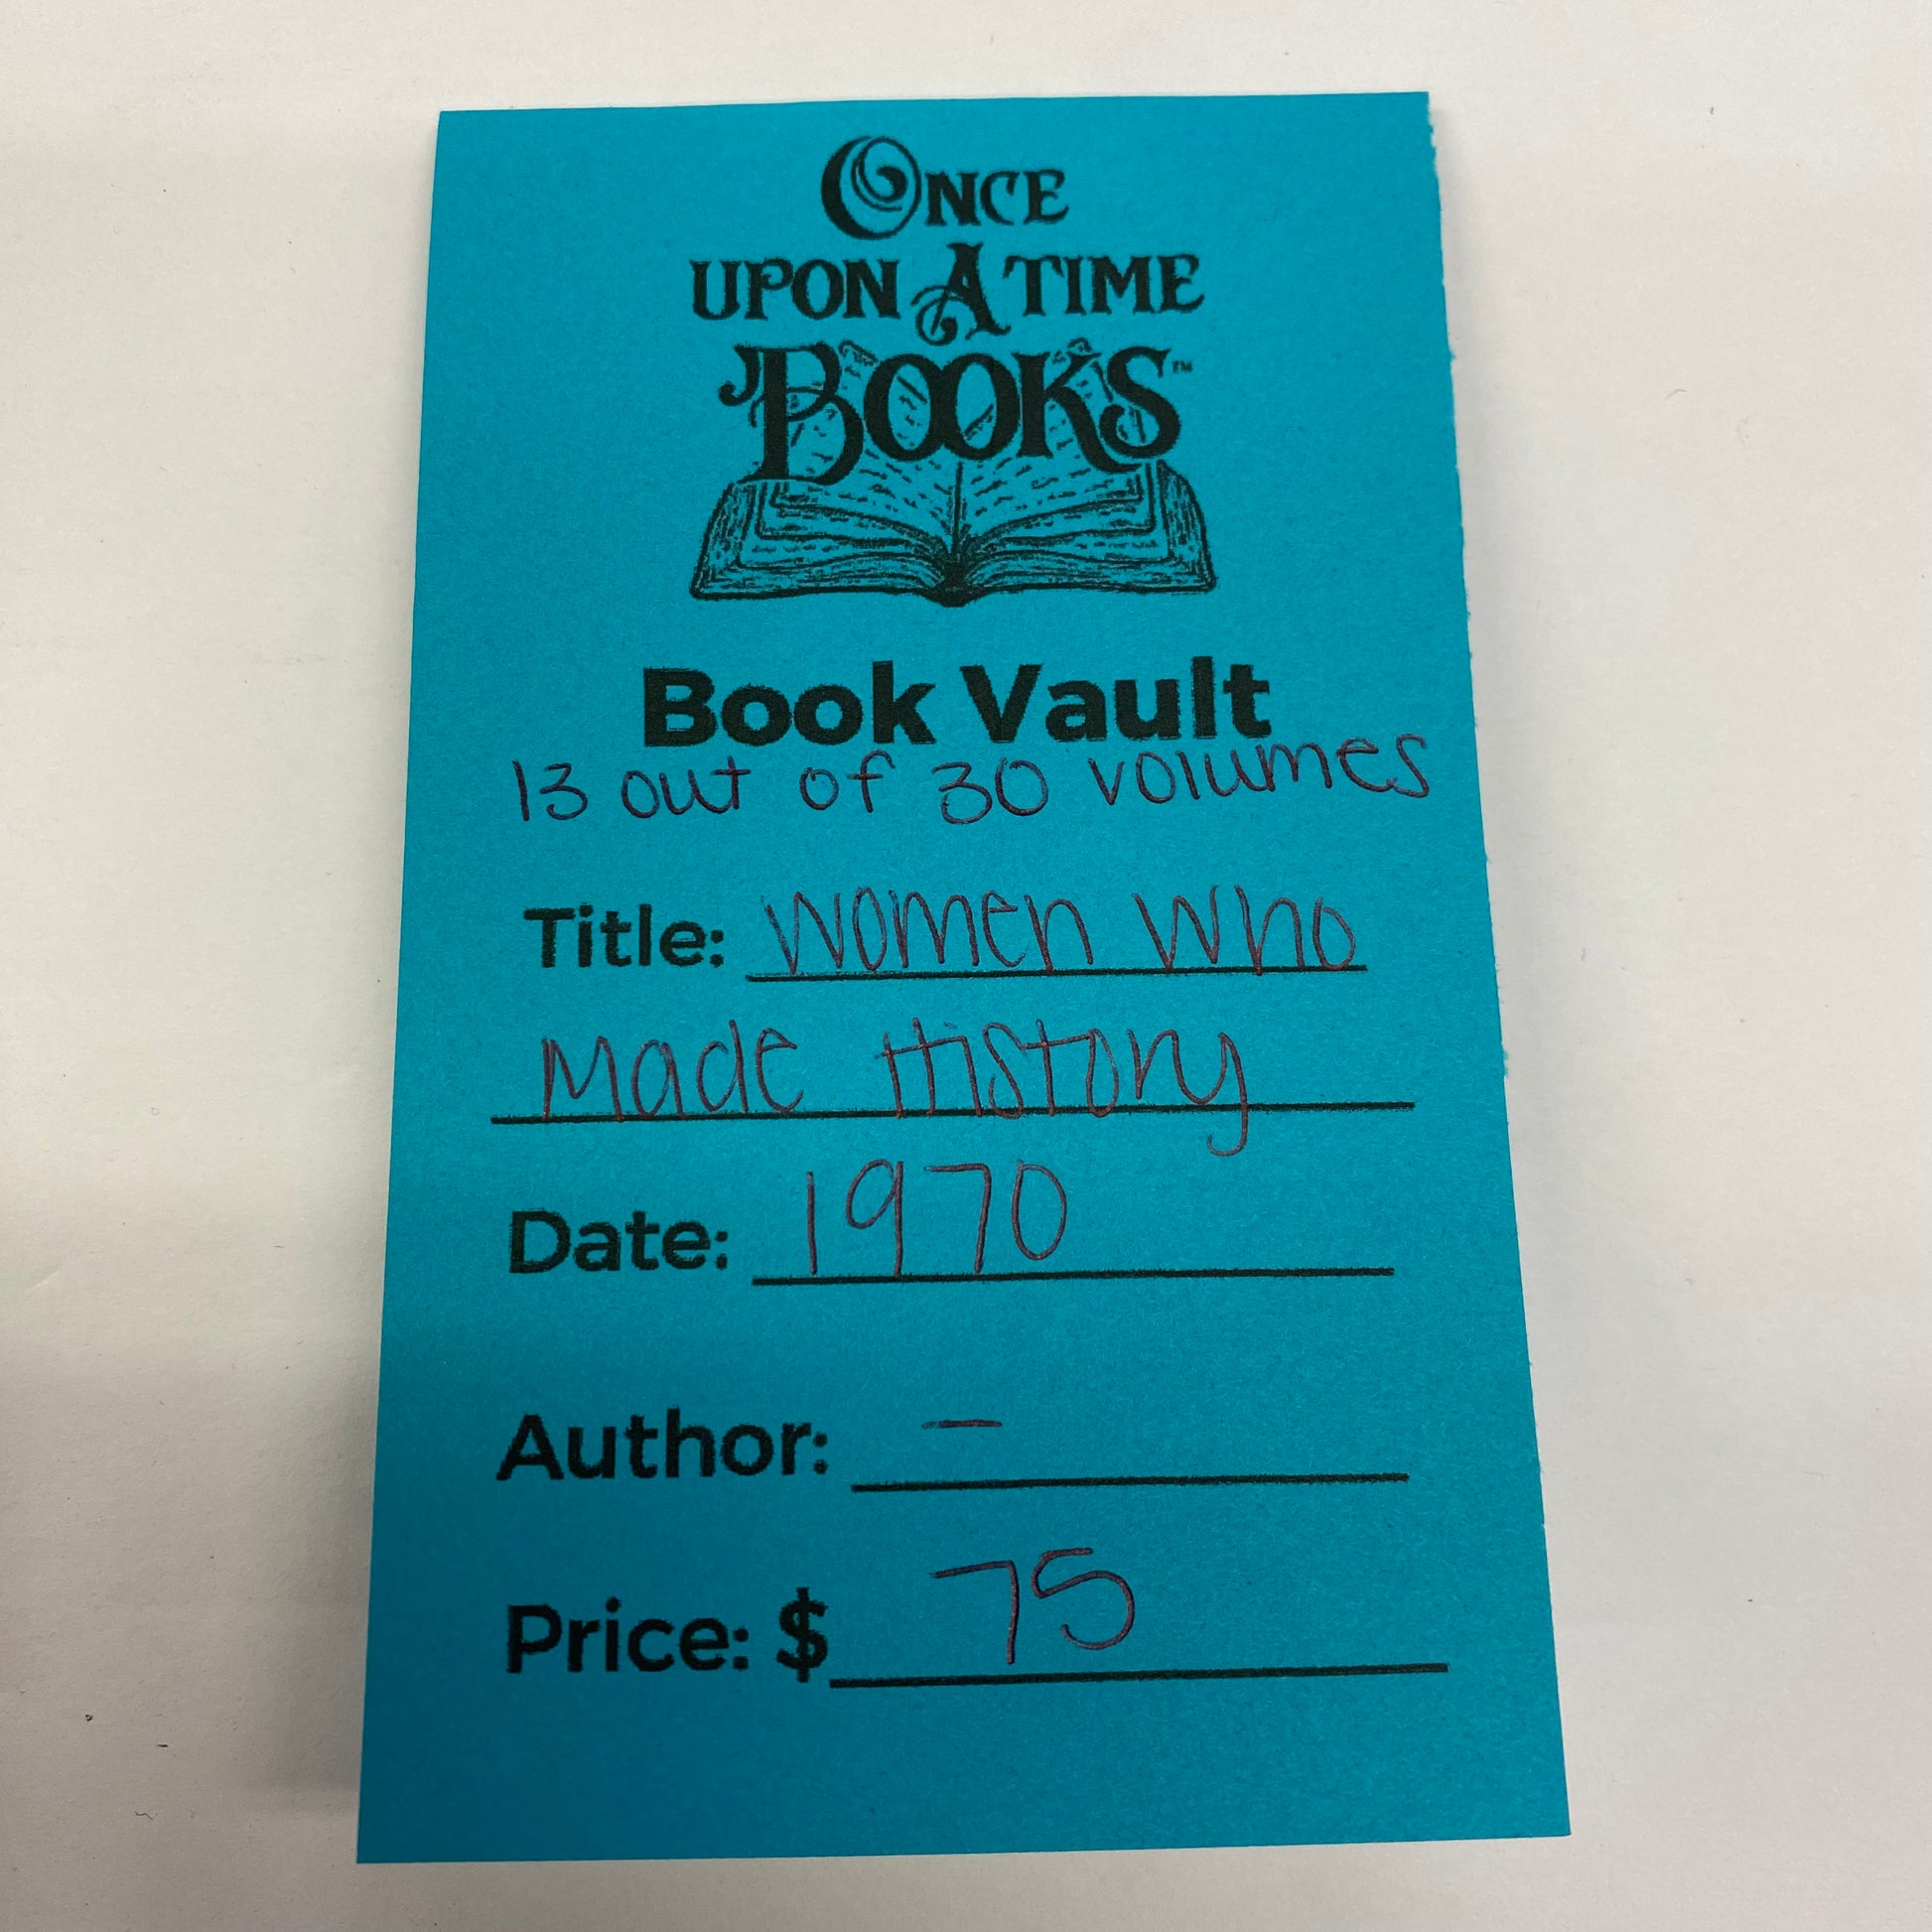 ONCE
UPON A TIME
BOOKS™
Book Vault
13 out of 30 volumes
Title: Women Who
Made History
Date: 1970
Author: —
Price: $ 75